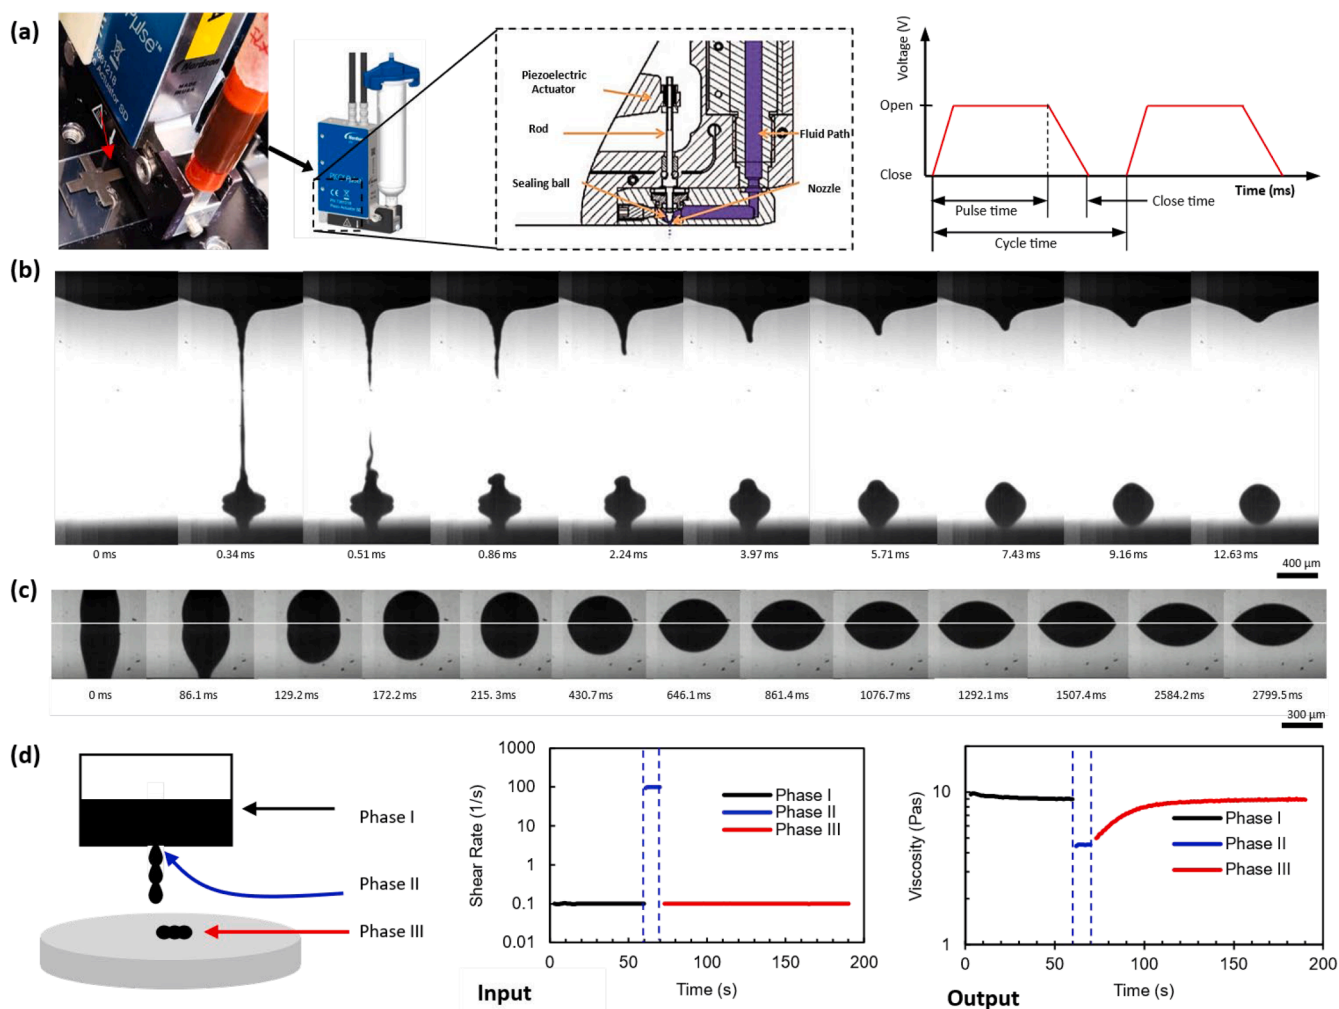 (a)
µlse™
Nordson
Piezoelectric
Actuator
Rod
Sealing ball
Fluid Path
Nozzle
Voltage (V)
Open
Close
Time (ms)
Pulse time
Close time
Cycle time
(b)
0 ms
0.34 ms
0.51 ms
0.86 ms
2.24 ms
3.97 ms
5.71 ms
7.43 ms
9.16 ms
12.63 ms
400 µm
(c)
0 ms
86.1 ms
129.2 ms
172.2 ms
215. 3 ms
430.7 ms
646.1 ms
861.4 ms
1076.7 ms
1292.1 ms
1507.4 ms
2584.2 ms
2799.5 ms
300 µm
(d)
Phase I
Phase II
Phase III
Shear Rate (1/s)
1000
100
10
1
0.1
0.01
Phase I
Phase II
Phase III
0
50
100
150
200
Time (s)
Input
Viscosity (Pas)
10
1
Phase I
Phase II
Phase III
0
50
100
150
200
Time (s)
Output